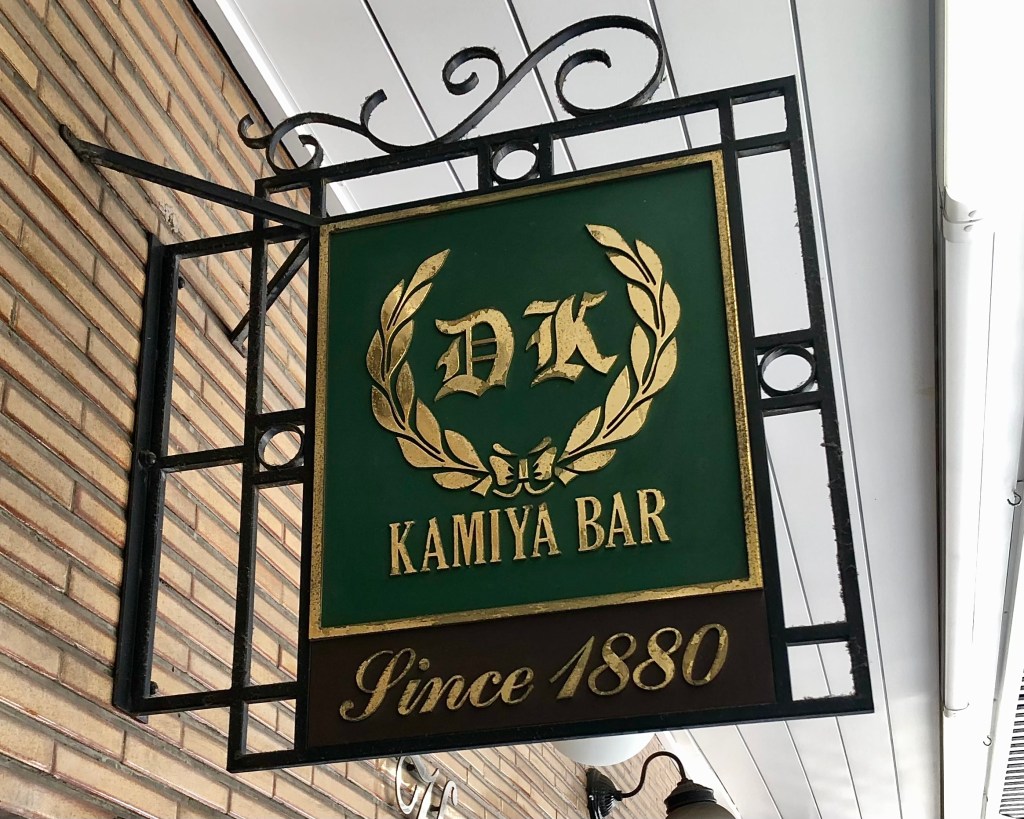 DK
KAMIYA BAR
Since 1880